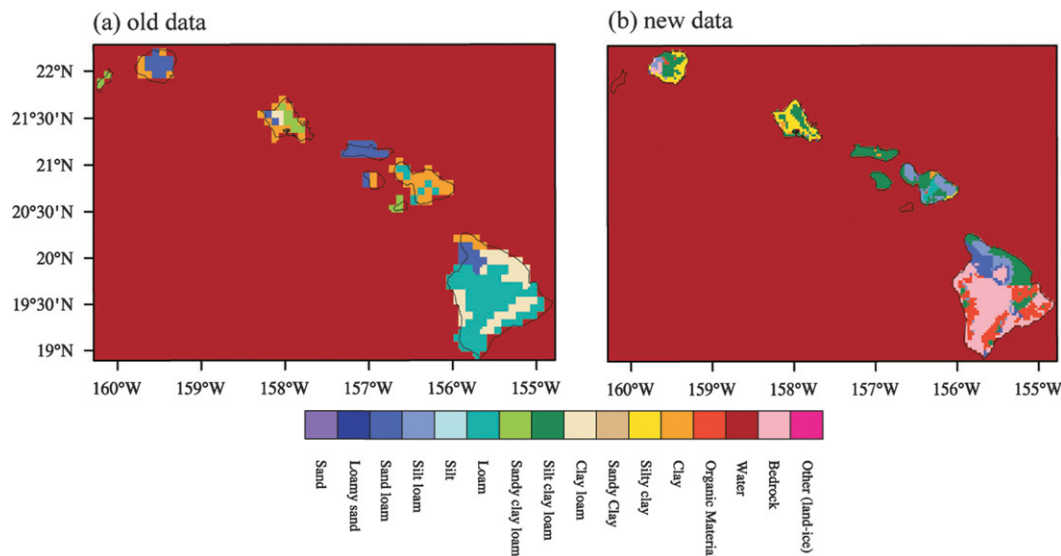 (a) old data
(b) new data
22°N
21°30'N
21°N
20°30'N
20°N
19°30'N
19°N
160°W 159°W 158°W 157°W 156°W 155°W
160°W 159°W 158°W 157°W 156°W 155°W
Sand
Loamy sand
Sand loam
Silt loam
Silt
Loam
Sandy clay loam
Silt clay loam
Clay loam
Sandy Clay
Silty clay
Clay
Organic Materia
Water
Bedrock
Other (land-ice)